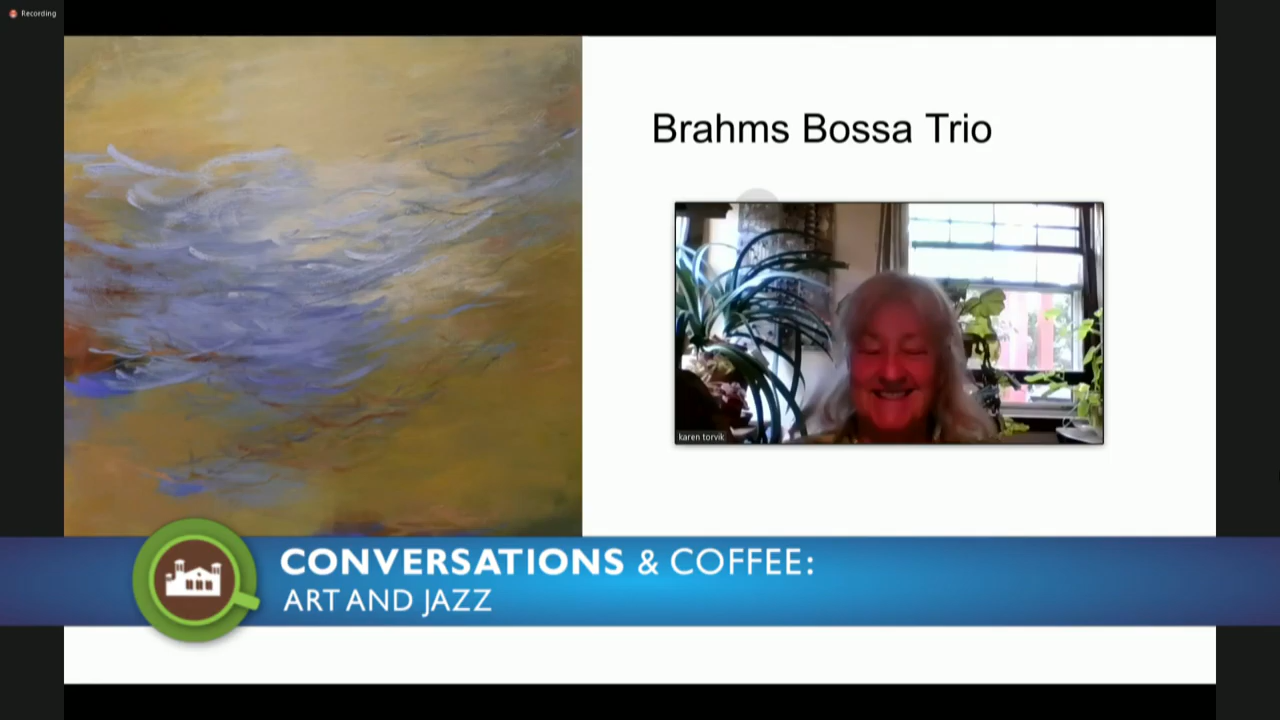 Recording
Brahms Bossa Trio
karen torvik
CONVERSATIONS & COFFEE:
ART AND JAZZ